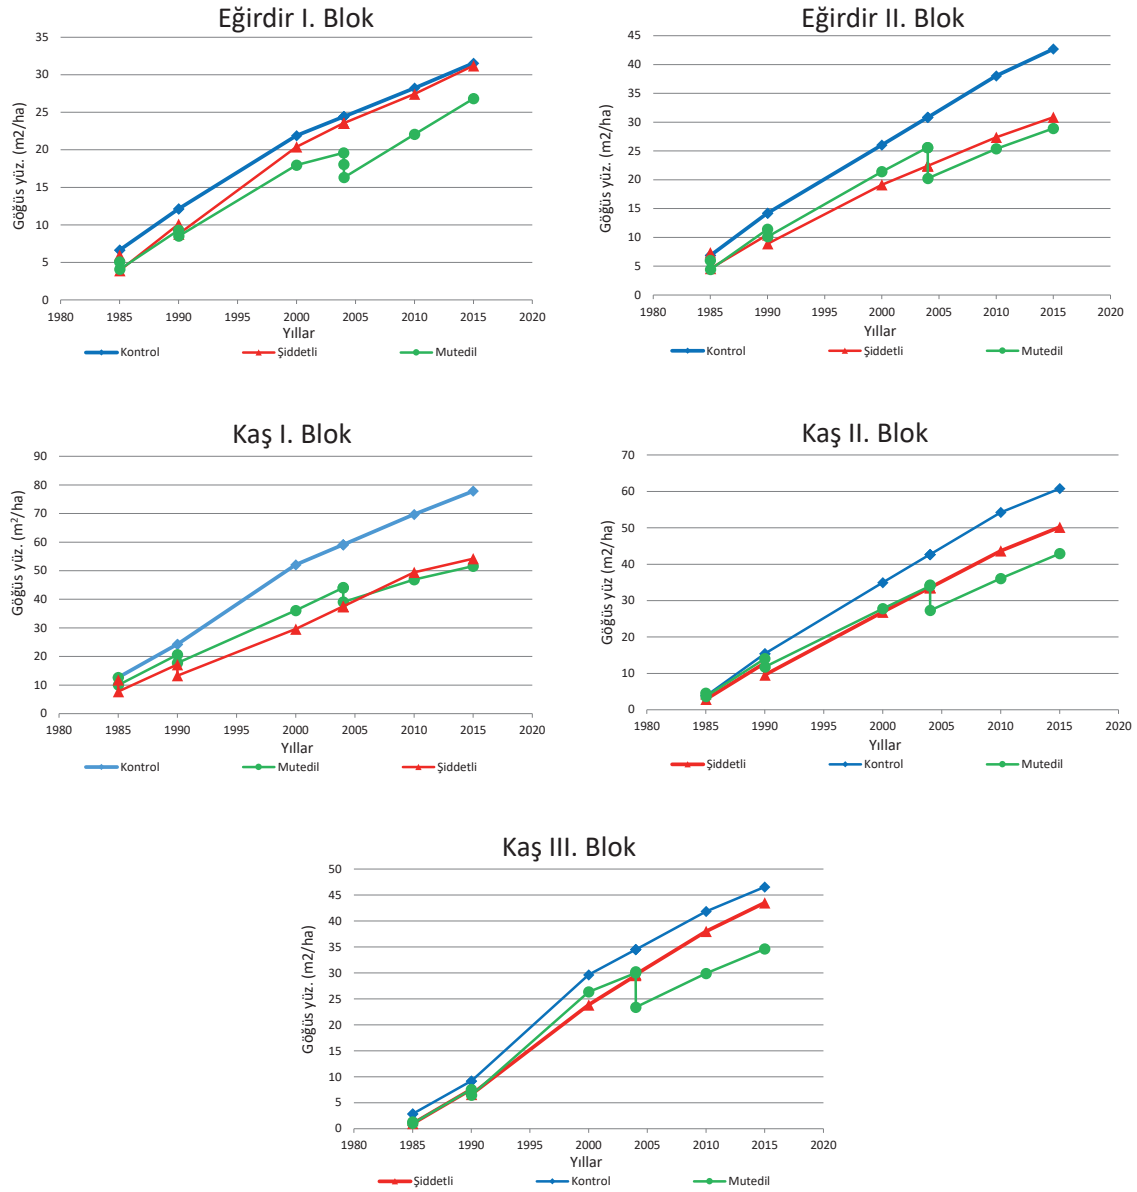 Eğirdir I. Blok
Göğüs yüz. (m2/ha)
35
30
25
20
15
10
5
0
1980 1985 1990 1995 2000 2005 2010 2015 2020
Yıllar
Kontrol Şiddetli Mutedil
Eğirdir II. Blok
Göğüs yüz. (m2/ha)
45
40
35
30
25
20
15
10
5
0
1980 1985 1990 1995 2000 2005 2010 2015 2020
Yıllar
Kontrol Şiddetli Mutedil
Kaş I. Blok
Göğüs yüz. (m²/ha)
90
80
70
60
50
40
30
20
10
0
1980 1985 1990 1995 2000 2005 2010 2015 2020
Yıllar
Kontrol Mutedil Şiddetli
Kaş II. Blok
Göğüs yüz (m2/ha)
70
60
50
40
30
20
10
0
1980 1985 1990 1995 2000 2005 2010 2015 2020
Yıllar
Şiddetli Kontrol Mutedil
Kaş III. Blok
Göğüs yüz. (m2/ha)
50
45
40
35
30
25
20
15
10
5
0
1980 1985 1990 1995 2000 2005 2010 2015 2020
Yıllar
Şiddetli Kontrol Mutedil